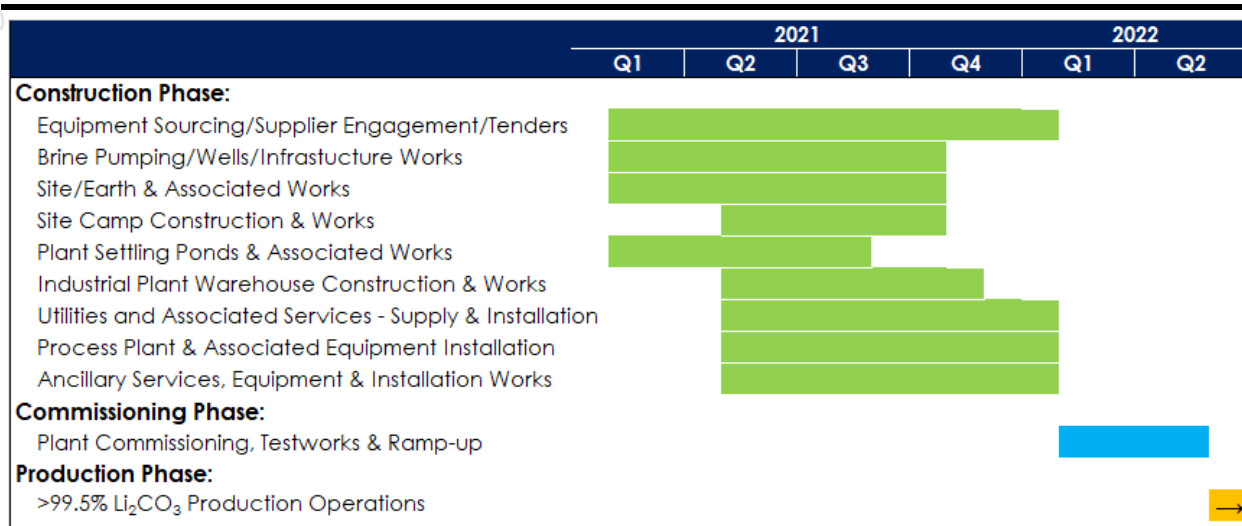 2021 2022
Q1 Q2 Q3 Q4 Q1 Q2
Construction Phase:
Equipment Sourcing/Supplier Engagement/Tenders
Brine Pumping/Wells/Infrastucture Works
Site/Earth & Associated Works
Site Camp Construction & Works
Plant Settling Ponds & Associated Works
Industrial Plant Warehouse Construction & Works
Utilities and Associated Services - Supply & Installation
Process Plant & Associated Equipment Installation
Ancillary Services, Equipment & Installation Works
Commissioning Phase:
Plant Commissioning, Testworks & Ramp-up
Production Phase:
>99.5% Li₂CO₃ Production Operations →